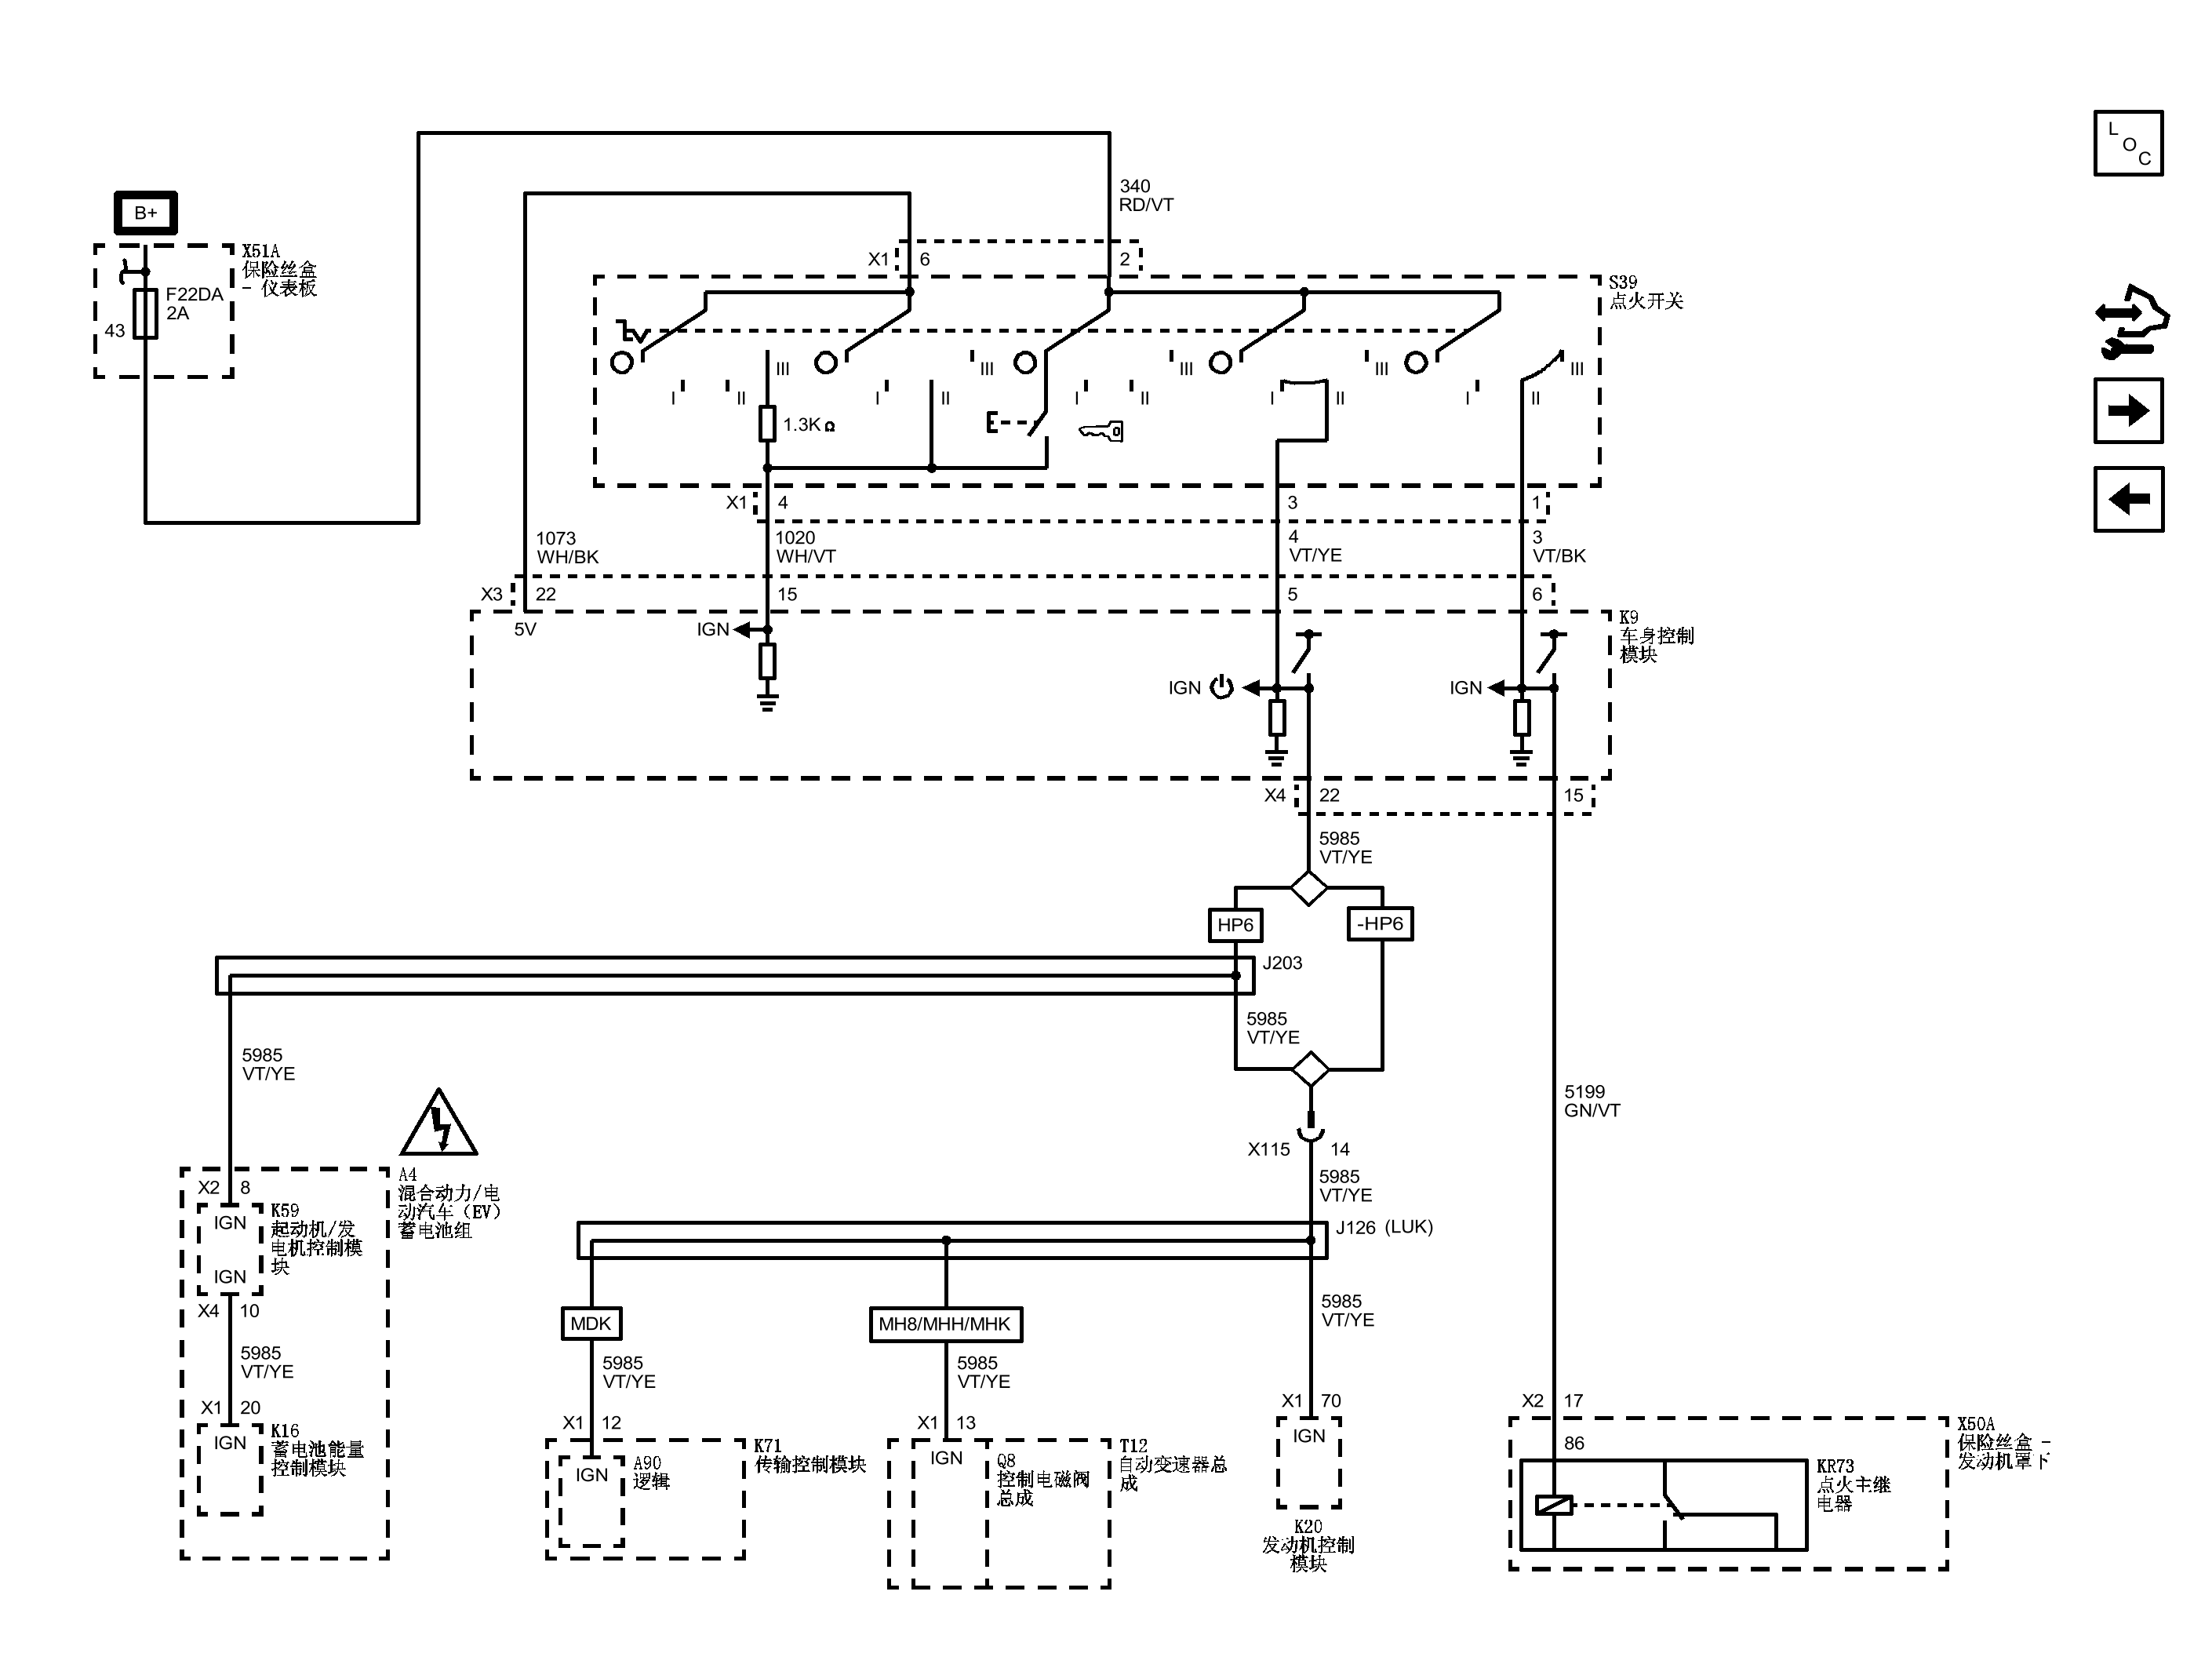 L
O
C
340
RD/VT
B+
X51A
保险丝盒
- 仪表板
F22DA
2A
43
X1
6
2
S39
点火开关
III
III
III
III
III
I
II
I
II
I
II
I
II
I
II
1.3KΩ
X1
4
3
1
1073
WH/BK
1020
WH/VT
4
VT/YE
3
VT/BK
X3
22
15
5
6
5V
IGN
K9
车身控制
模块
IGN
IGN
X4
22
15
5985
VT/YE
HP6
-HP6
J203
5985
VT/YE
5985
VT/YE
5199
GN/VT
X115
14
5985
VT/YE
A4
混合动力/电
动汽车（EV）
蓄电池组
X2
8
IGN
K59
起动机/发
电机控制模
块
IGN
X4
10
J126 (LUK)
MDK
MH8/MHH/MHK
5985
VT/YE
5985
VT/YE
5985
VT/YE
5985
VT/YE
X1
20
IGN
K16
蓄电池能量
控制模块
X1
12
IGN
A90
逻辑
K71
传输控制模块
X1
13
IGN
Q8
控制电磁阀
总成
T12
自动变速器总
成
X1
70
IGN
K20
发动机控制
模块
X2
17
86
X50A
保险丝盒 -
发动机罩下
KR73
点火主继
电器